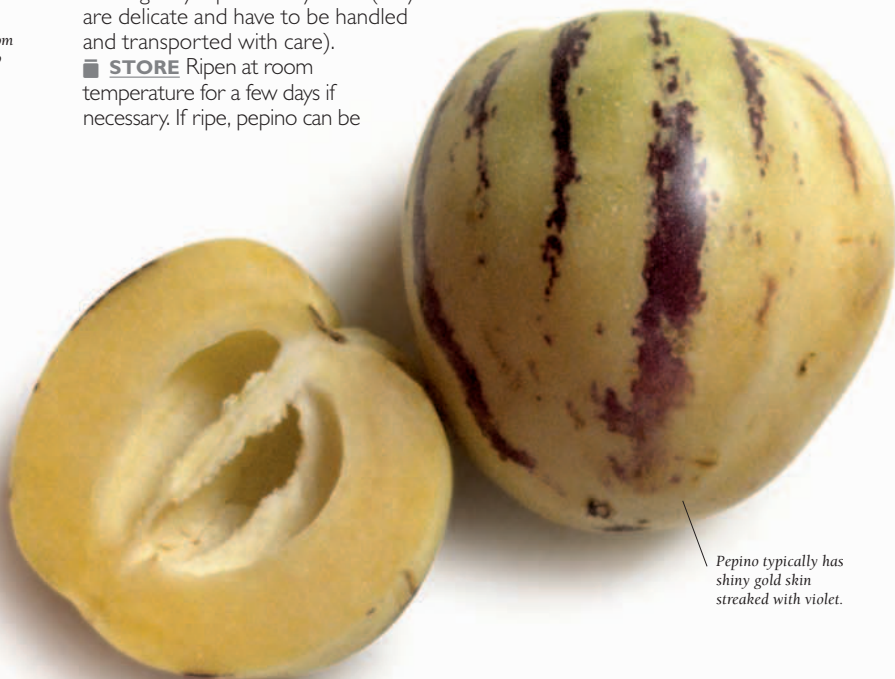 are delicate and have to be handled
and transported with care).
STORE Ripen at room
temperature for a few days if
necessary. If ripe, pepino can be
Pepino typically has
shiny gold skin
streaked with violet.